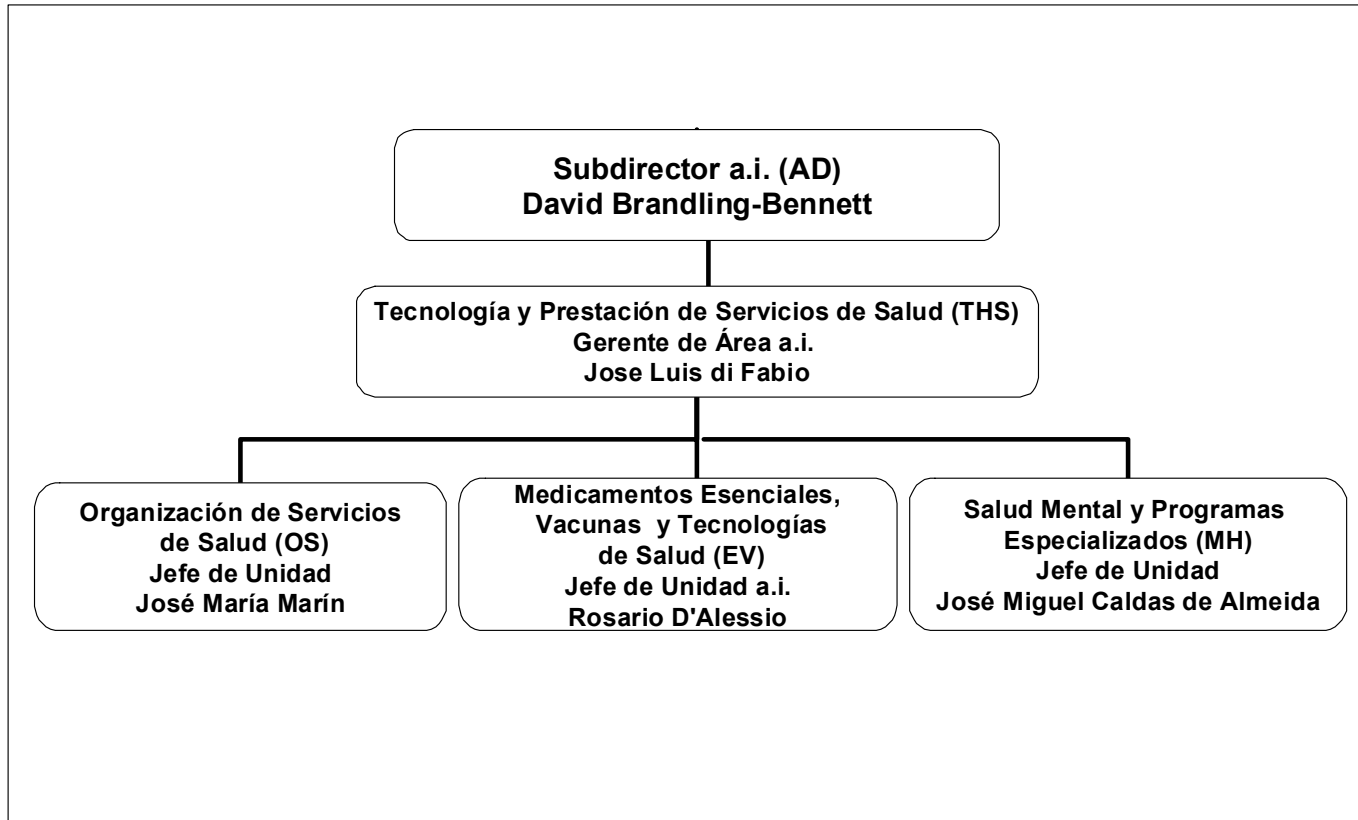 Subdirector a.i. (AD)
David Brandling-Bennett
Tecnología y Prestación de Servicios de Salud (THS)
Gerente de Área a.i.
Jose Luis di Fabio
Organización de Servicios
de Salud (OS)
Jefe de Unidad
José María Marín
Medicamentos Esenciales,
Vacunas y Tecnologías
de Salud (EV)
Jefe de Unidad a.i.
Rosario D'Alessio
Salud Mental y Programas
Especializados (MH)
Jefe de Unidad
José Miguel Caldas de Almeida